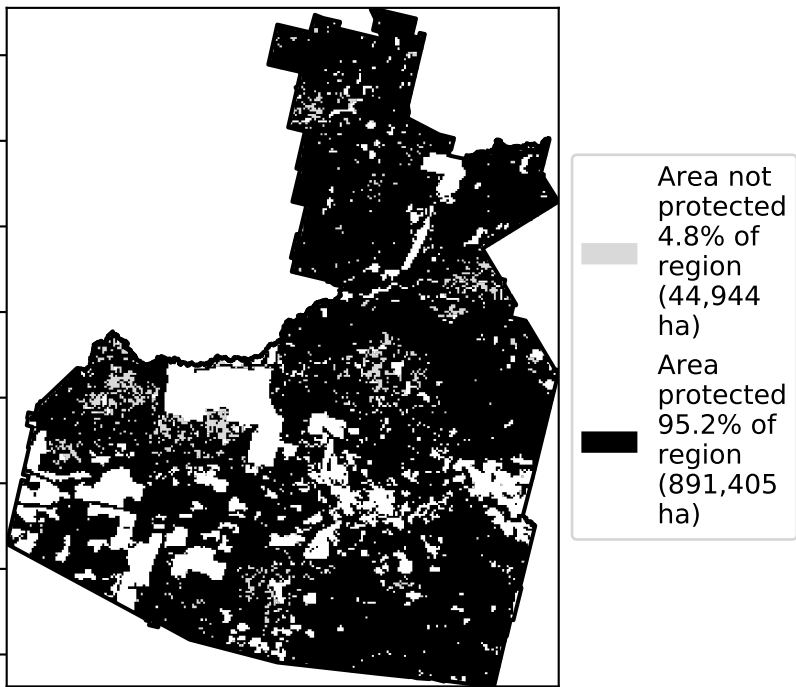 Area not
protected
4.8% of
region
(44,944
ha)
Area
protected
95.2% of
region
(891,405
ha)